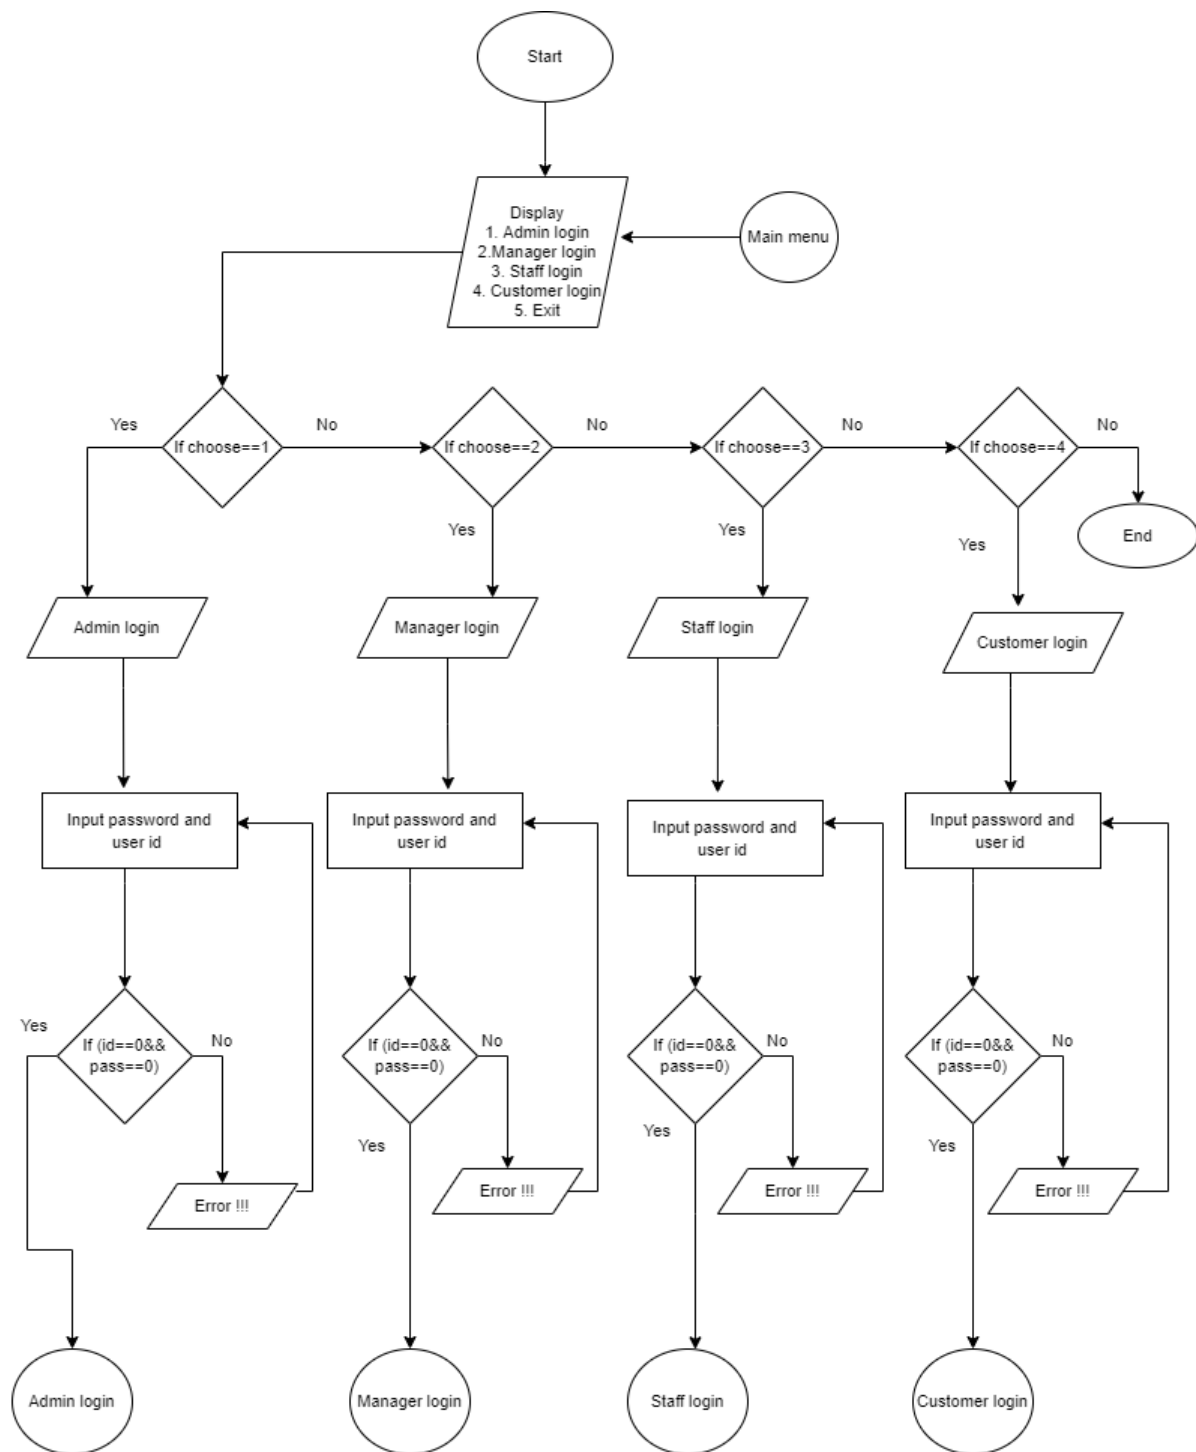 Start
Display
1. Admin login
2.Manager login
3. Staff login
4. Customer login
5. Exit
Main menu
Yes
If choose==1
No
If choose==2
No
If choose==3
No
If choose==4
No
Yes
Yes
Yes
End
Admin login
Manager login
Staff login
Customer login
Input password and
user id
Input password and
user id
Input password and
user id
Input password and
user id
Yes
If (id==0&&
pass==0)
No
If (id==0&&
pass==0)
No
If (id==0&&
pass==0)
No
If (id==0&&
pass==0)
No
Yes
Yes
Yes
Error !!!
Error !!!
Error !!!
Error !!!
Admin login
Manager login
Staff login
Customer login